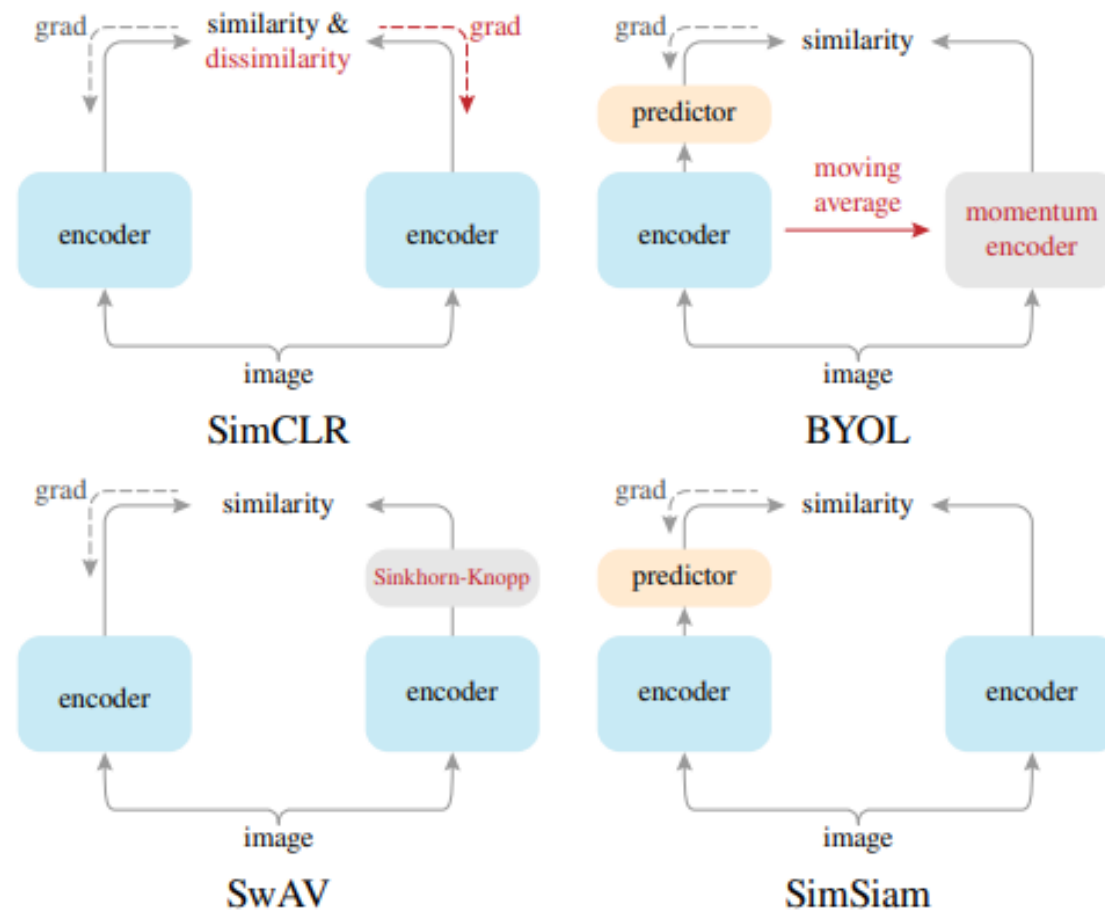 grad
similarity &
dissimilarity
grad
encoder
encoder
image
SimCLR
grad
similarity
predictor
moving
average
encoder
momentum
encoder
image
BYOL
grad
similarity
Sinkhorn-Knopp
encoder
encoder
image
SwAV
grad
similarity
predictor
encoder
encoder
image
SimSiam